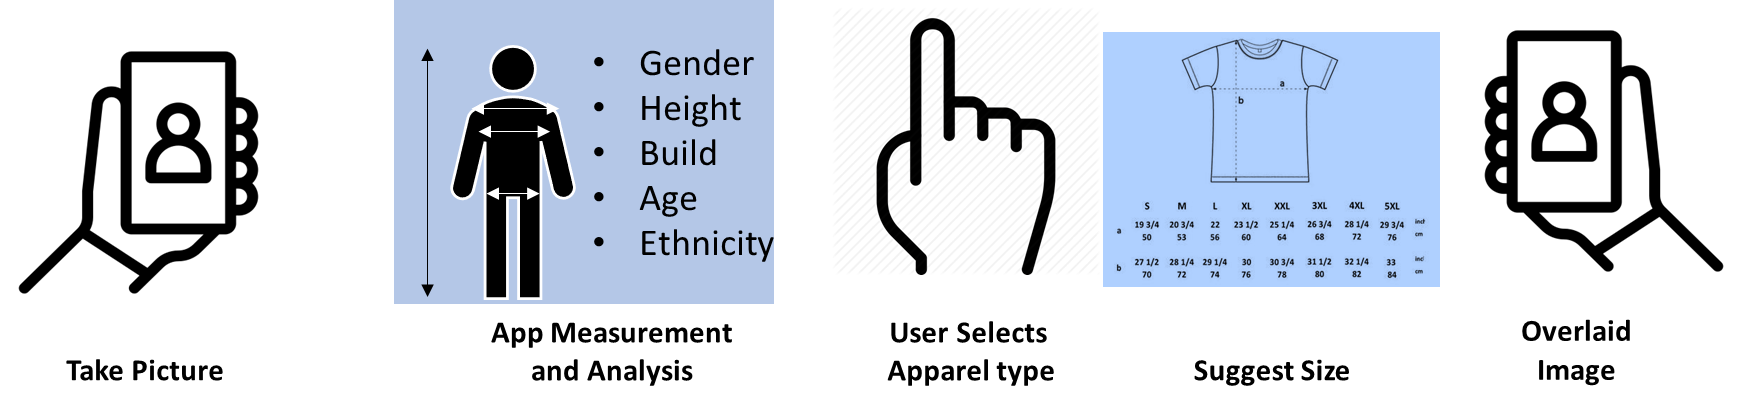 • Gender
• Height
• Build
• Age
• Ethnicity
a
b
S M L XL XXL 3XL 4XL 5XL
a 19 3/4 20 3/4 22 23 1/2 25 1/4 26 3/4 28 1/4 29 3/4 inch
50 53 56 60 64 68 72 76 cm
b 27 1/2 28 1/4 29 1/4 30 30 3/4 31 1/2 32 1/4 33
70 72 74 76 78 80 82 84 cm
Take Picture
App Measurement
and Analysis
User Selects
Apparel type
Suggest Size
Overlaid
Image